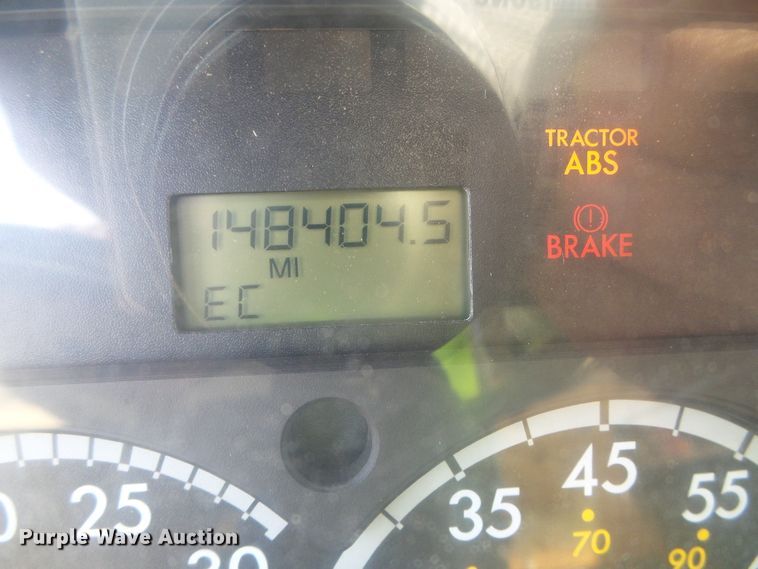 TRACTOR
ABS
148404.5
MI
BRAKE
EC
25
30
35
45
55
70
90
Purple Wave Auction